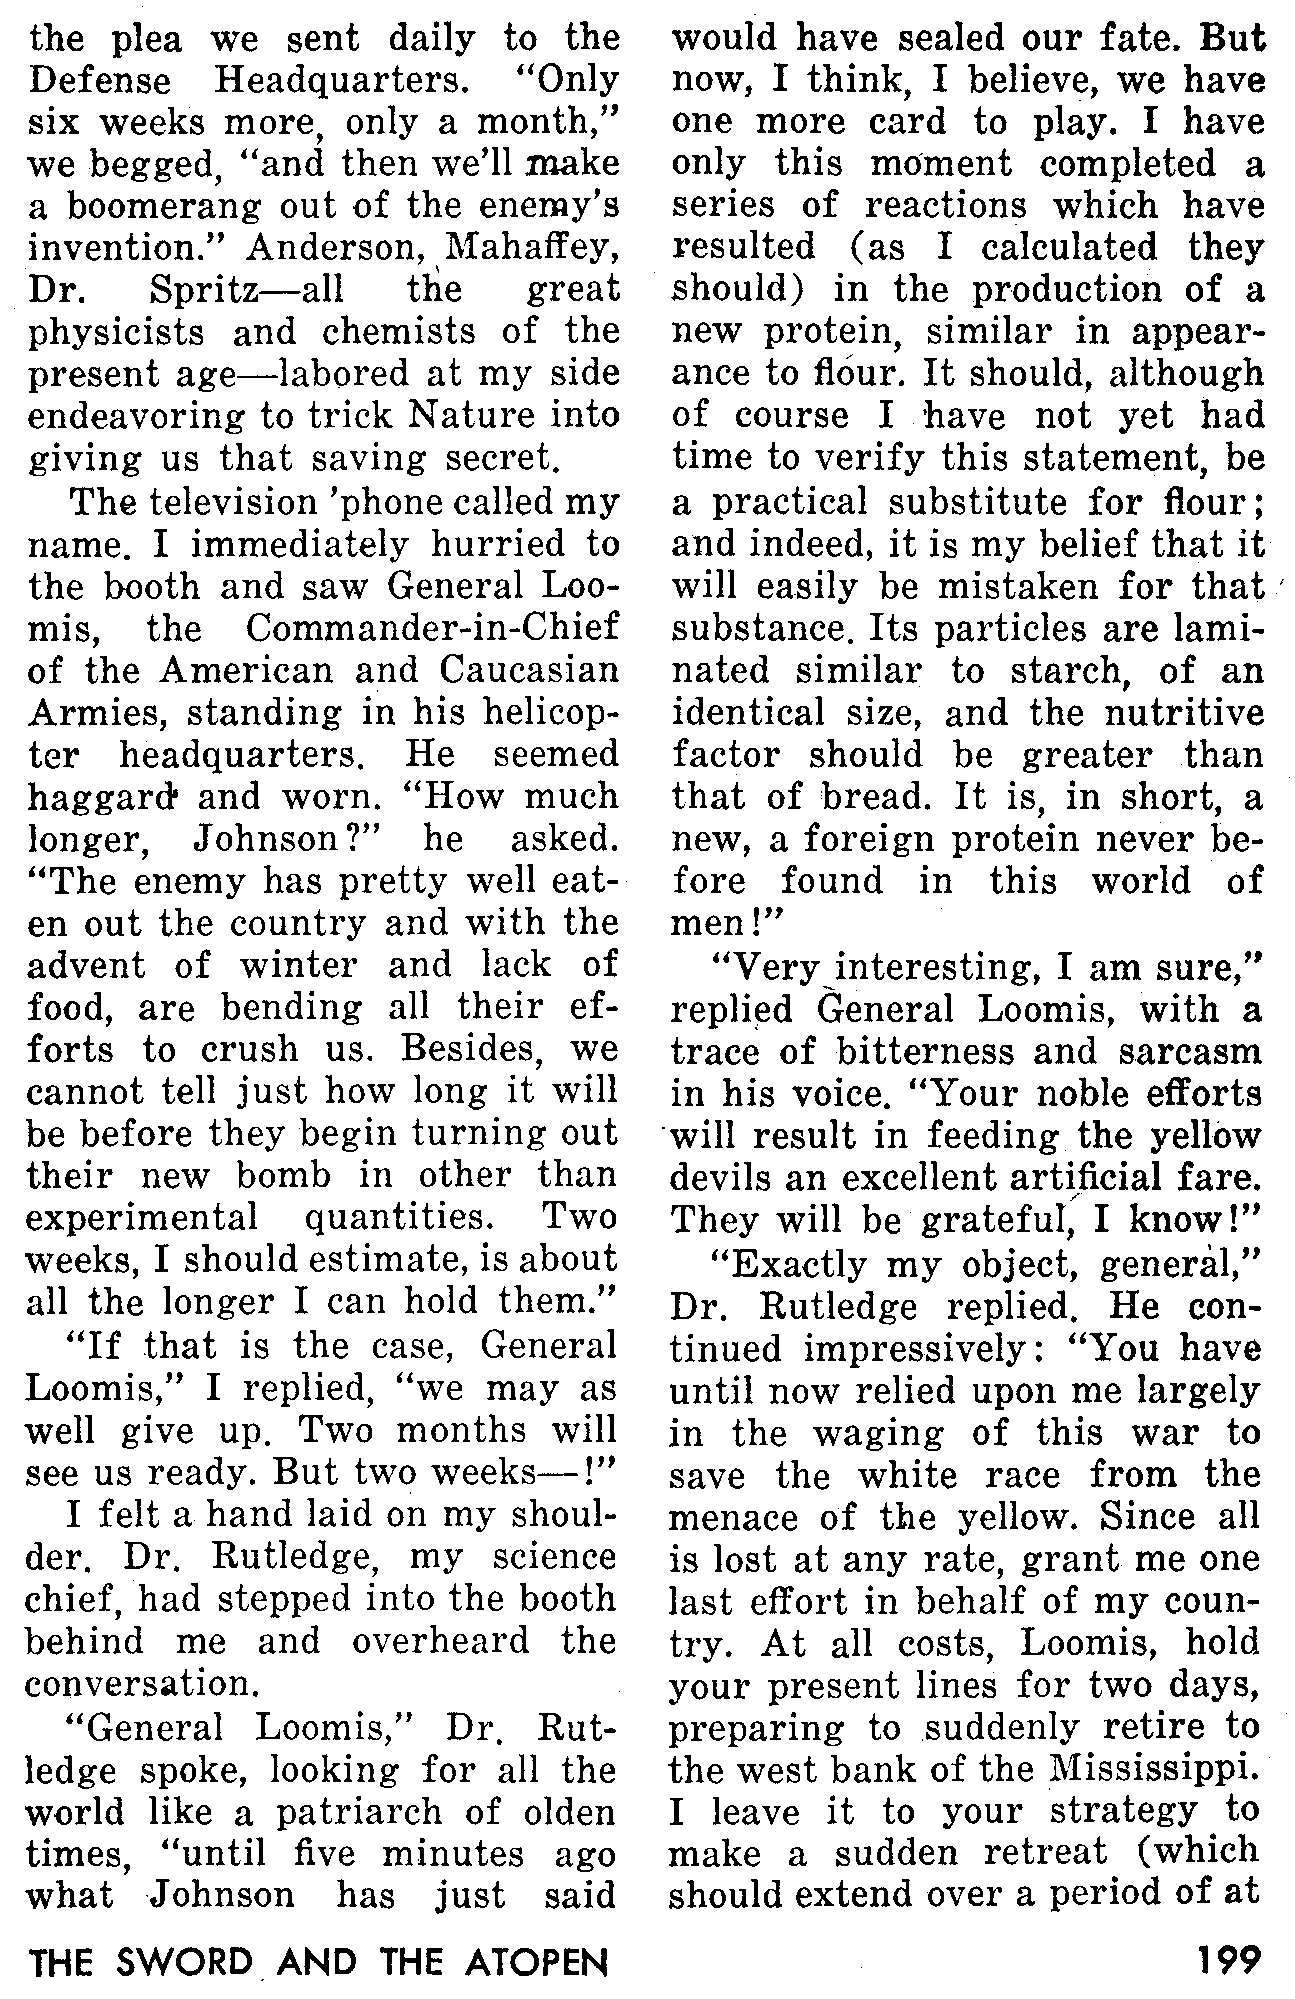 the plea we sent daily to the
Defense Headquarters. “Only
six weeks more, only a month,”
we begged, “and then we’ll make
a boomerang out of the enemy’s
invention.” Anderson, Mahaffey,
Dr. Spritz—all the great
physicists and chemists of the
present age—labored at my side
endeavoring to trick Nature into
giving us that saving secret.
The television ’phone called my
name. I immediately hurried to
the booth and saw General Loo-
mis, the Commander-in-Chief
of the American and Caucasian
Armies, standing in his helicop-
ter headquarters. He seemed
haggard and worn. “How much
longer, Johnson?” he asked.
“The enemy has pretty well eat-
en out the country and with the
advent of winter and lack of
food, are bending all their ef-
forts to crush us. Besides, we
cannot tell just how long it will
be before they begin turning out
their new bomb in other than
experimental quantities. Two
weeks, I should estimate, is about
all the longer I can hold them.”
“If that is the case, General
Loomis,” I replied, “we may as
well give up. Two months will
see us ready. But two weeks—!”
I felt a hand laid on my shoul-
der. Dr. Rutledge, my science
chief, had stepped into the booth
behind me and overheard the
conversation.
“General Loomis,” Dr. Rut-
ledge spoke, looking for all the
world like a patriarch of olden
times, “until five minutes ago
what Johnson has just said
would have sealed our fate. But
now, I think, I believe, we have
one more card to play. I have
only this moment completed a
series of reactions which have
resulted (as I calculated they
should) in the production of a
new protein, similar in appear-
ance to flour. It should, although
of course I have not yet had
time to verify this statement, be
a practical substitute for flour;
and indeed, it is my belief that it
will easily be mistaken for that
substance. Its particles are lami-
nated similar to starch, of an
identical size, and the nutritive
factor should be greater than
that of bread. It is, in short, a
new, a foreign protein never be-
fore found in this world of
men!”
“Very interesting, I am sure,”
replied General Loomis, with a
trace of bitterness and sarcasm
in his voice. “Your noble efforts
will result in feeding the yellow
devils an excellent artificial fare.
They will be grateful, I know!”
“Exactly my object, general,”
Dr. Rutledge replied. He con-
tinued impressively: “You have
until now relied upon me largely
in the waging of this war to
save the white race from the
menace of the yellow. Since all
is lost at any rate, grant me one
last effort in behalf of my coun-
try. At all costs, Loomis, hold
your present lines for two days,
preparing to suddenly retire to
the west bank of the Mississippi.
I leave it to your strategy to
make a sudden retreat (which
should extend over a period of at
THE SWORD AND THE ATOPEN
199